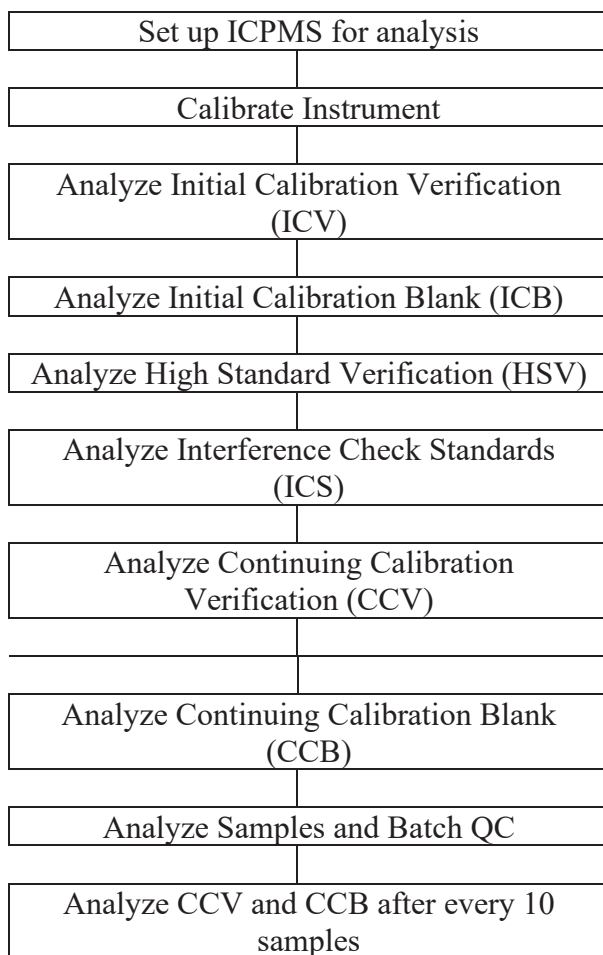 Set up ICPMS for analysis
Calibrate Instrument
Analyze Initial Calibration Verification
(ICV)
Analyze Initial Calibration Blank (ICB)
Analyze High Standard Verification (HSV)
Analyze Interference Check Standards
(ICS)
Analyze Continuing Calibration
Verification (CCV)
Analyze Continuing Calibration Blank
(CCB)
Analyze Samples and Batch QC
Analyze CCV and CCB after every 10
samples